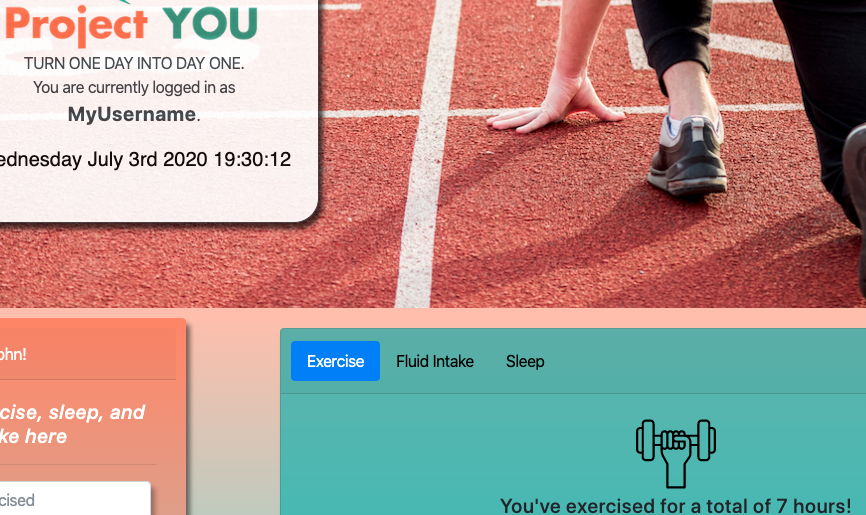 Project YOU
TURN ONE DAY INTO DAY ONE.
You are currently logged in as
MyUsername.
ednesday July 3rd 2020 19:30:12
ohn!
Exercise
Fluid Intake
Sleep
cise, sleep, and
ke here
cised
You've exercised for a total of 7 hours!